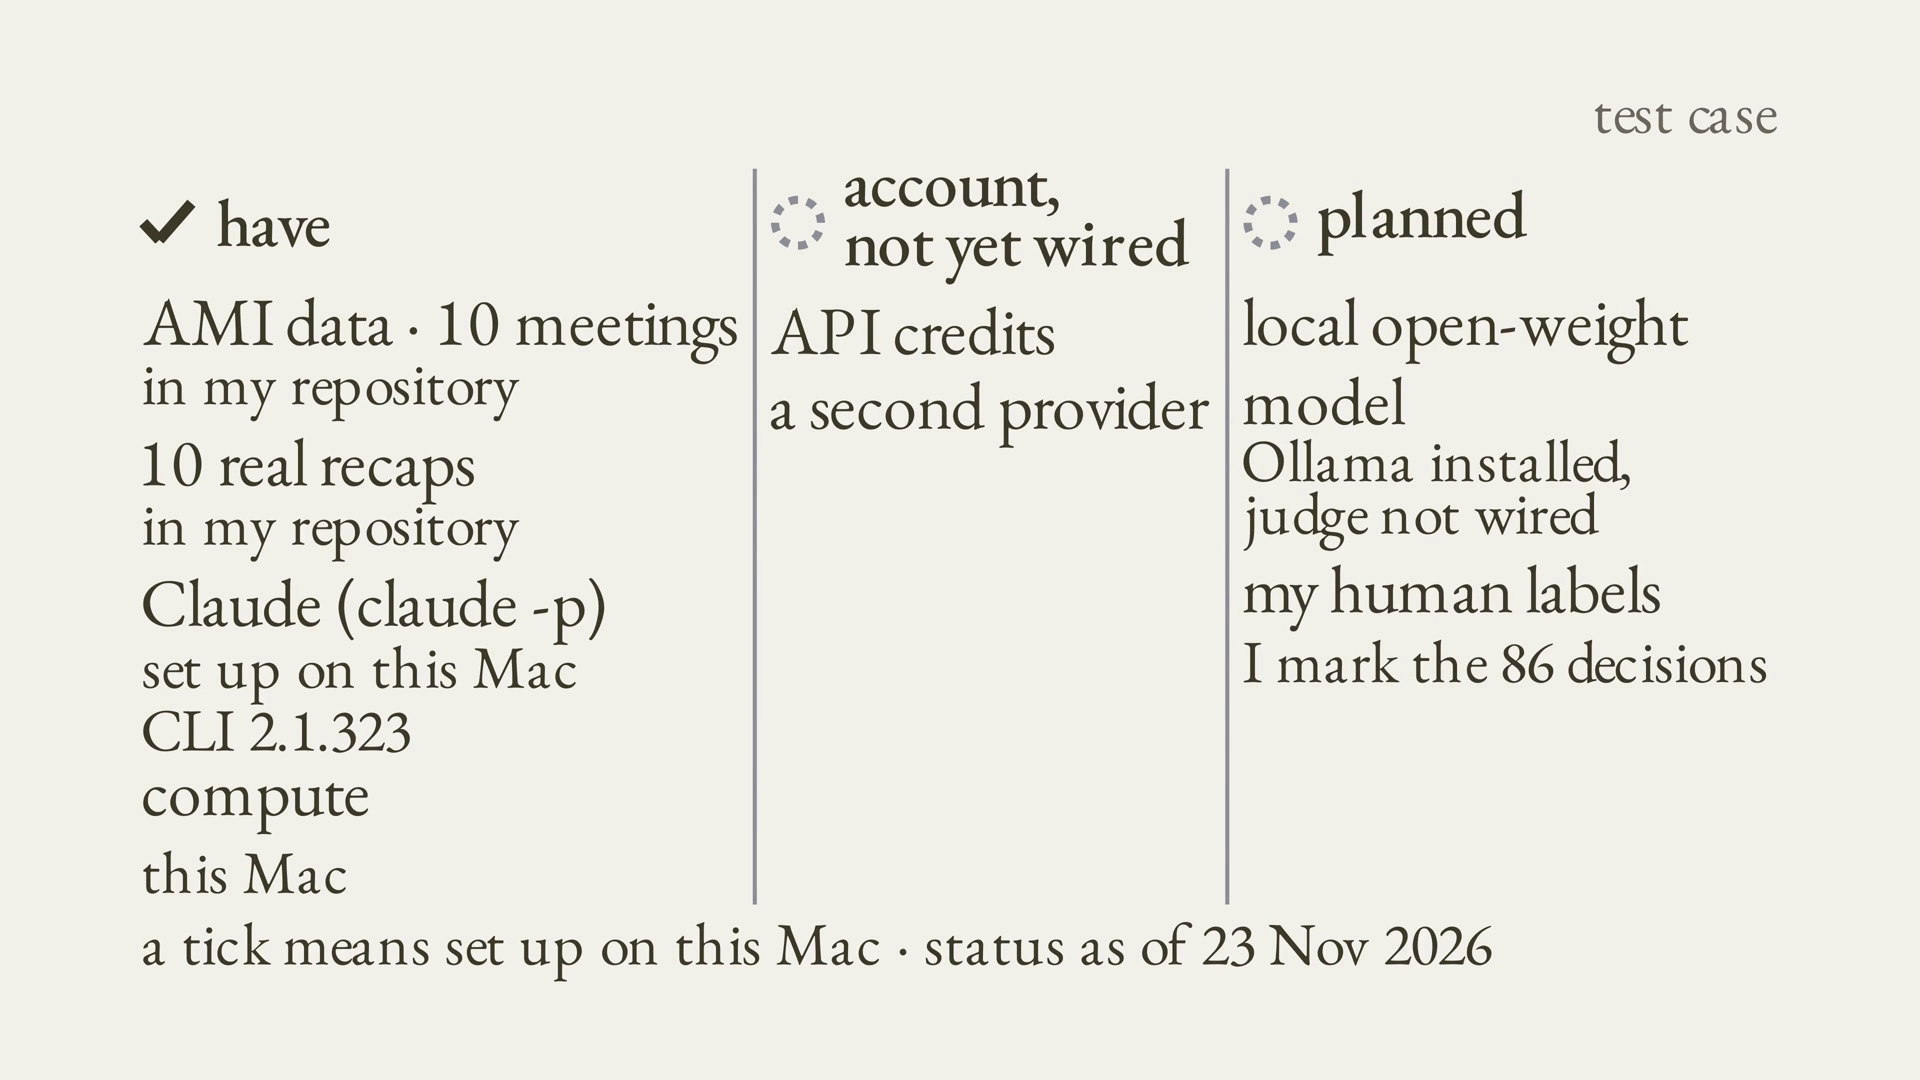 test case
have
AMI data · 10 meetings
in my repository
10 real recaps
in my repository
Claude (claude -p)
set up on this Mac
CLI 2.1.323
compute
this Mac
account,
not yet wired
API credits
a second provider
planned
local open-weight
model
Ollama installed,
judge not wired
my human labels
I mark the 86 decisions
a tick means set up on this Mac · status as of 23 Nov 2026